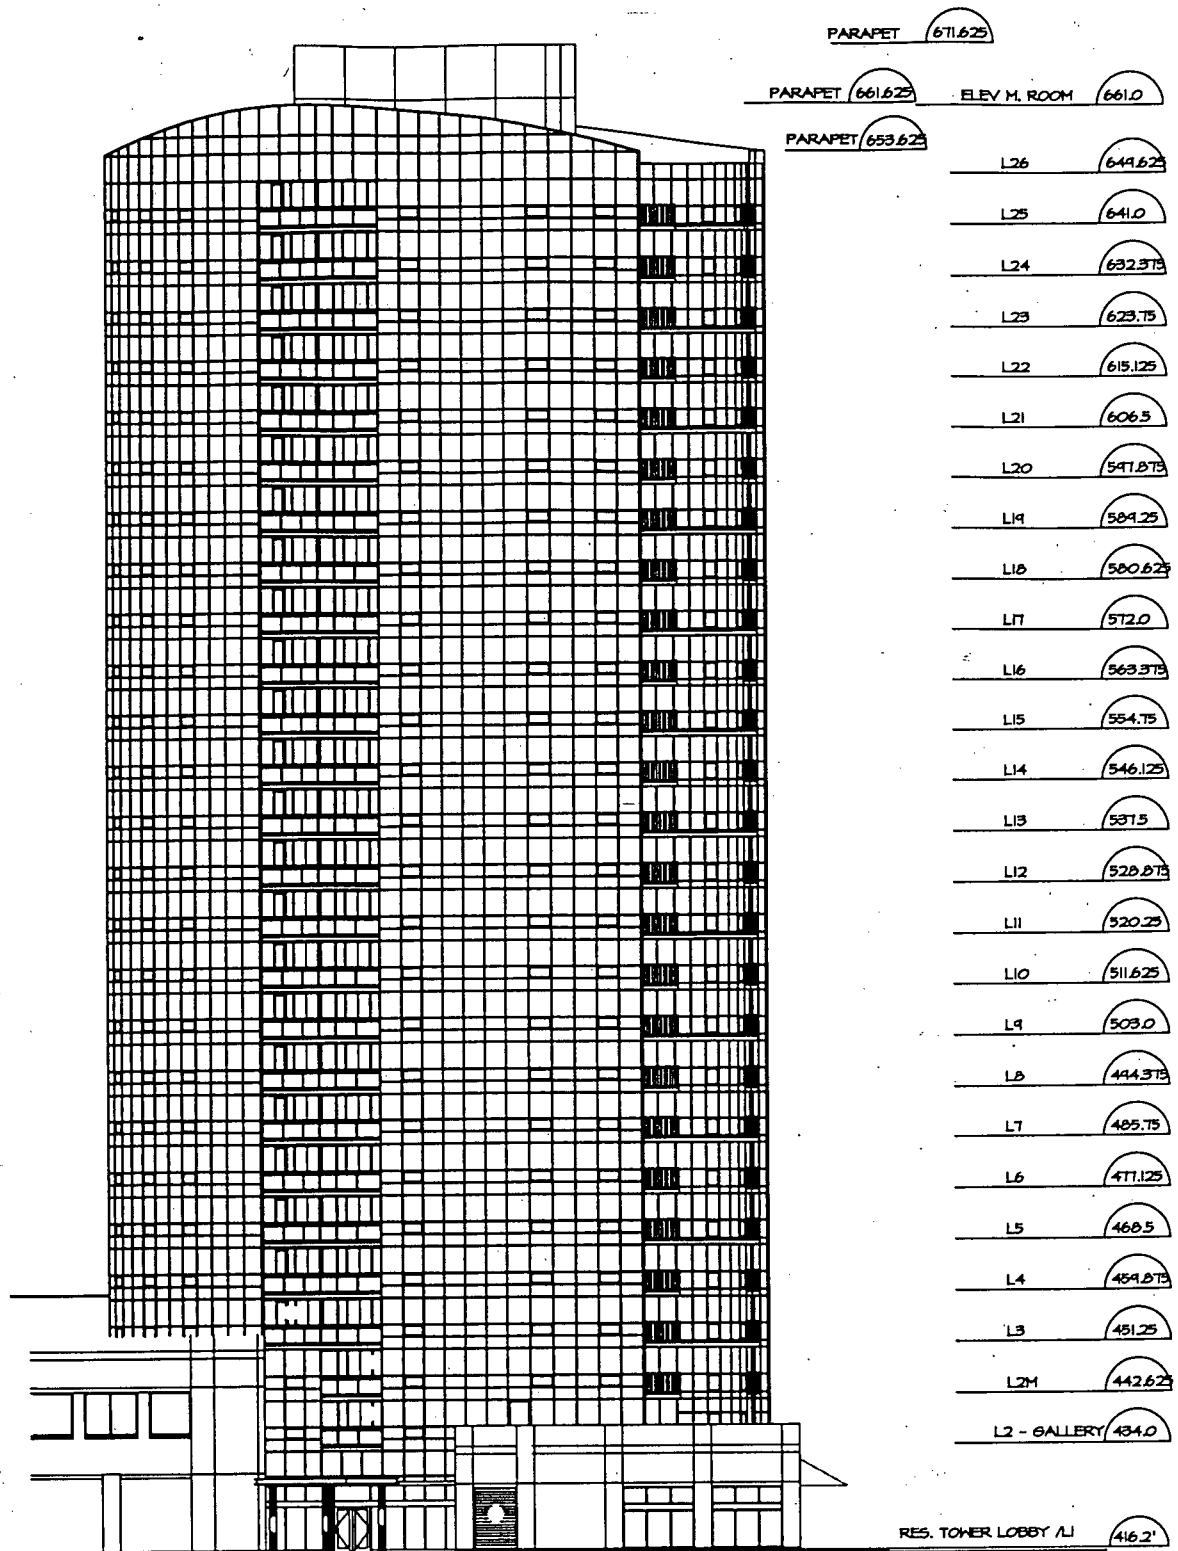 PARAPET 671.625
PARAPET 661.625 ELEV M. ROOM 661.0
PARAPET 653.625
L26 649.625
L25 641.0
L24 632.375
L23 623.75
L22 615.125
L21 606.5
L20 597.875
L19 589.25
L18 580.625
L17 572.0
L16 563.375
L15 554.75
L14 546.125
L13 537.5
L12 528.875
L11 520.25
L10 511.625
L9 503.0
L8 494.375
L7 485.75
L6 477.125
L5 468.5
L4 459.875
L3 451.25
L2M 442.625
L2 - GALLERY 434.0
RES. TOWER LOBBY /L1 416.2'